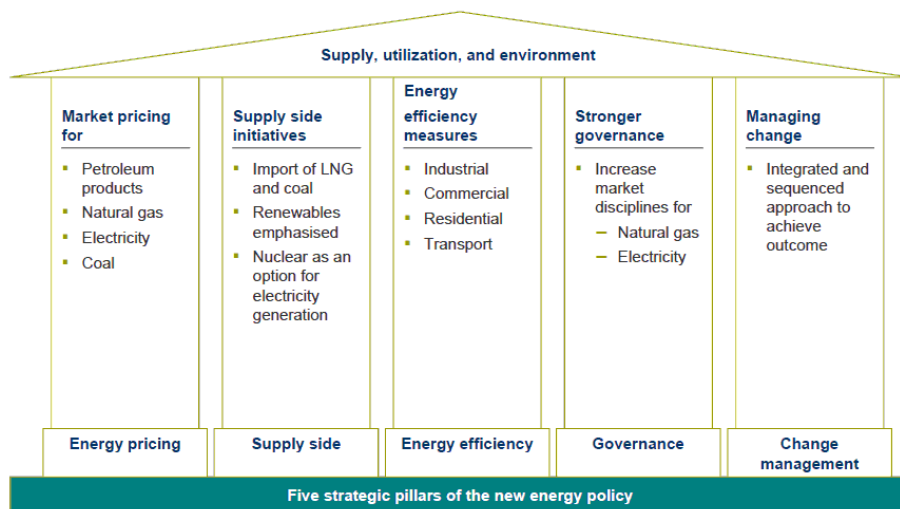 Supply, utilization, and environment
Market pricing
for
▪ Petroleum
products
▪ Natural gas
▪ Electricity
▪ Coal
Supply side
initiatives
▪ Import of LNG
and coal
▪ Renewables
emphasised
▪ Nuclear as an
option for
electricity
generation
Energy
efficiency
measures
▪ Industrial
▪ Commercial
▪ Residential
▪ Transport
Stronger
governance
▪ Increase
market
disciplines for
– Natural gas
– Electricity
Managing
change
▪ Integrated and
sequenced
approach to
achieve
outcome
Energy pricing
Supply side
Energy efficiency
Governance
Change
management
Five strategic pillars of the new energy policy